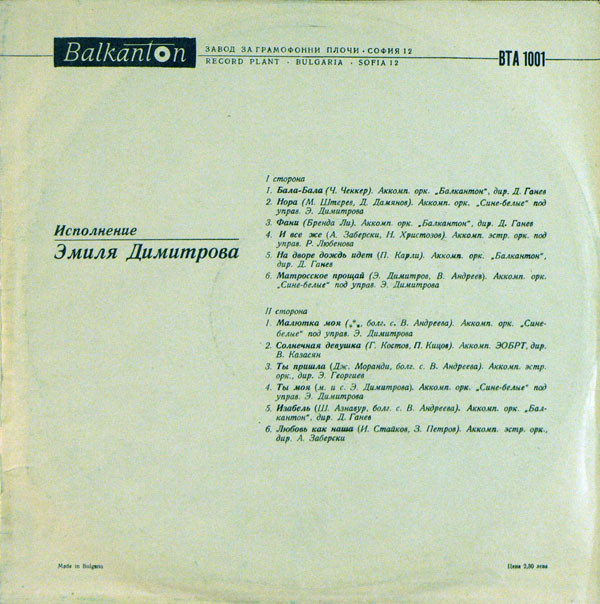 Balkanton
ЗАВОД ЗА ГРАМОФОННИ ПЛОЧИ · СОФИЯ 12
RECORD PLANT · BULGARIA · SOFIA 12
ВТА 1001
Исполнение
Эмиля Димитрова
I сторона
1. Бала-Бала (Ч. Чеккер). Аккомп. орк. „Балкантон“, дир. Д. Ганев
2. Нора (М. Штерев, Д. Дамянов). Аккомп. орк. „Сине-белые“ под
управ. Э. Димитрова
3. Фани (Бренда Ли). Аккомп. орк. „Балкантон“, дир. Д. Ганев
4. И все же (А. Заберски, Н. Христозов). Аккомп. эстр. орк. под
управ. Р. Любенова
5. На дворе дождь идет (П. Карли). Аккомп. орк. „Балкантон“,
дир. Д. Ганев
6. Матросское прощай (Э. Димитров, В. Андреев). Аккомп. орк.
„Сине-белые“ под управ. Э. Димитрова
II сторона
1. Малютка моя (***, болг. с. В. Андреева). Аккомп. орк. „Сине-
белые“ под управ. Э. Димитрова
2. Солнечная девушка (Г. Костов, П. Кицов). Аккомп. ЭОБРТ, дир.
В. Казасян
3. Ты пришла (Дж. Моранди, болг. с. В. Андреева). Аккомп. эстр.
орк., дир. Э. Георгиев
4. Ты моя (м. и с. Э. Димитрова). Аккомп. орк. „Сине-белые“ под
управ. Э. Димитрова
5. Изабель (Ш. Азнавур, болг. с. В. Андреева). Аккомп. орк. „Бал-
кантон“, дир. Д. Ганев
6. Любовь как наша (И. Стайков, З. Петров). Аккомп. эстр. орк.,
дир. А. Заберски
Made in Bulgaria
Цена 2,80 лева